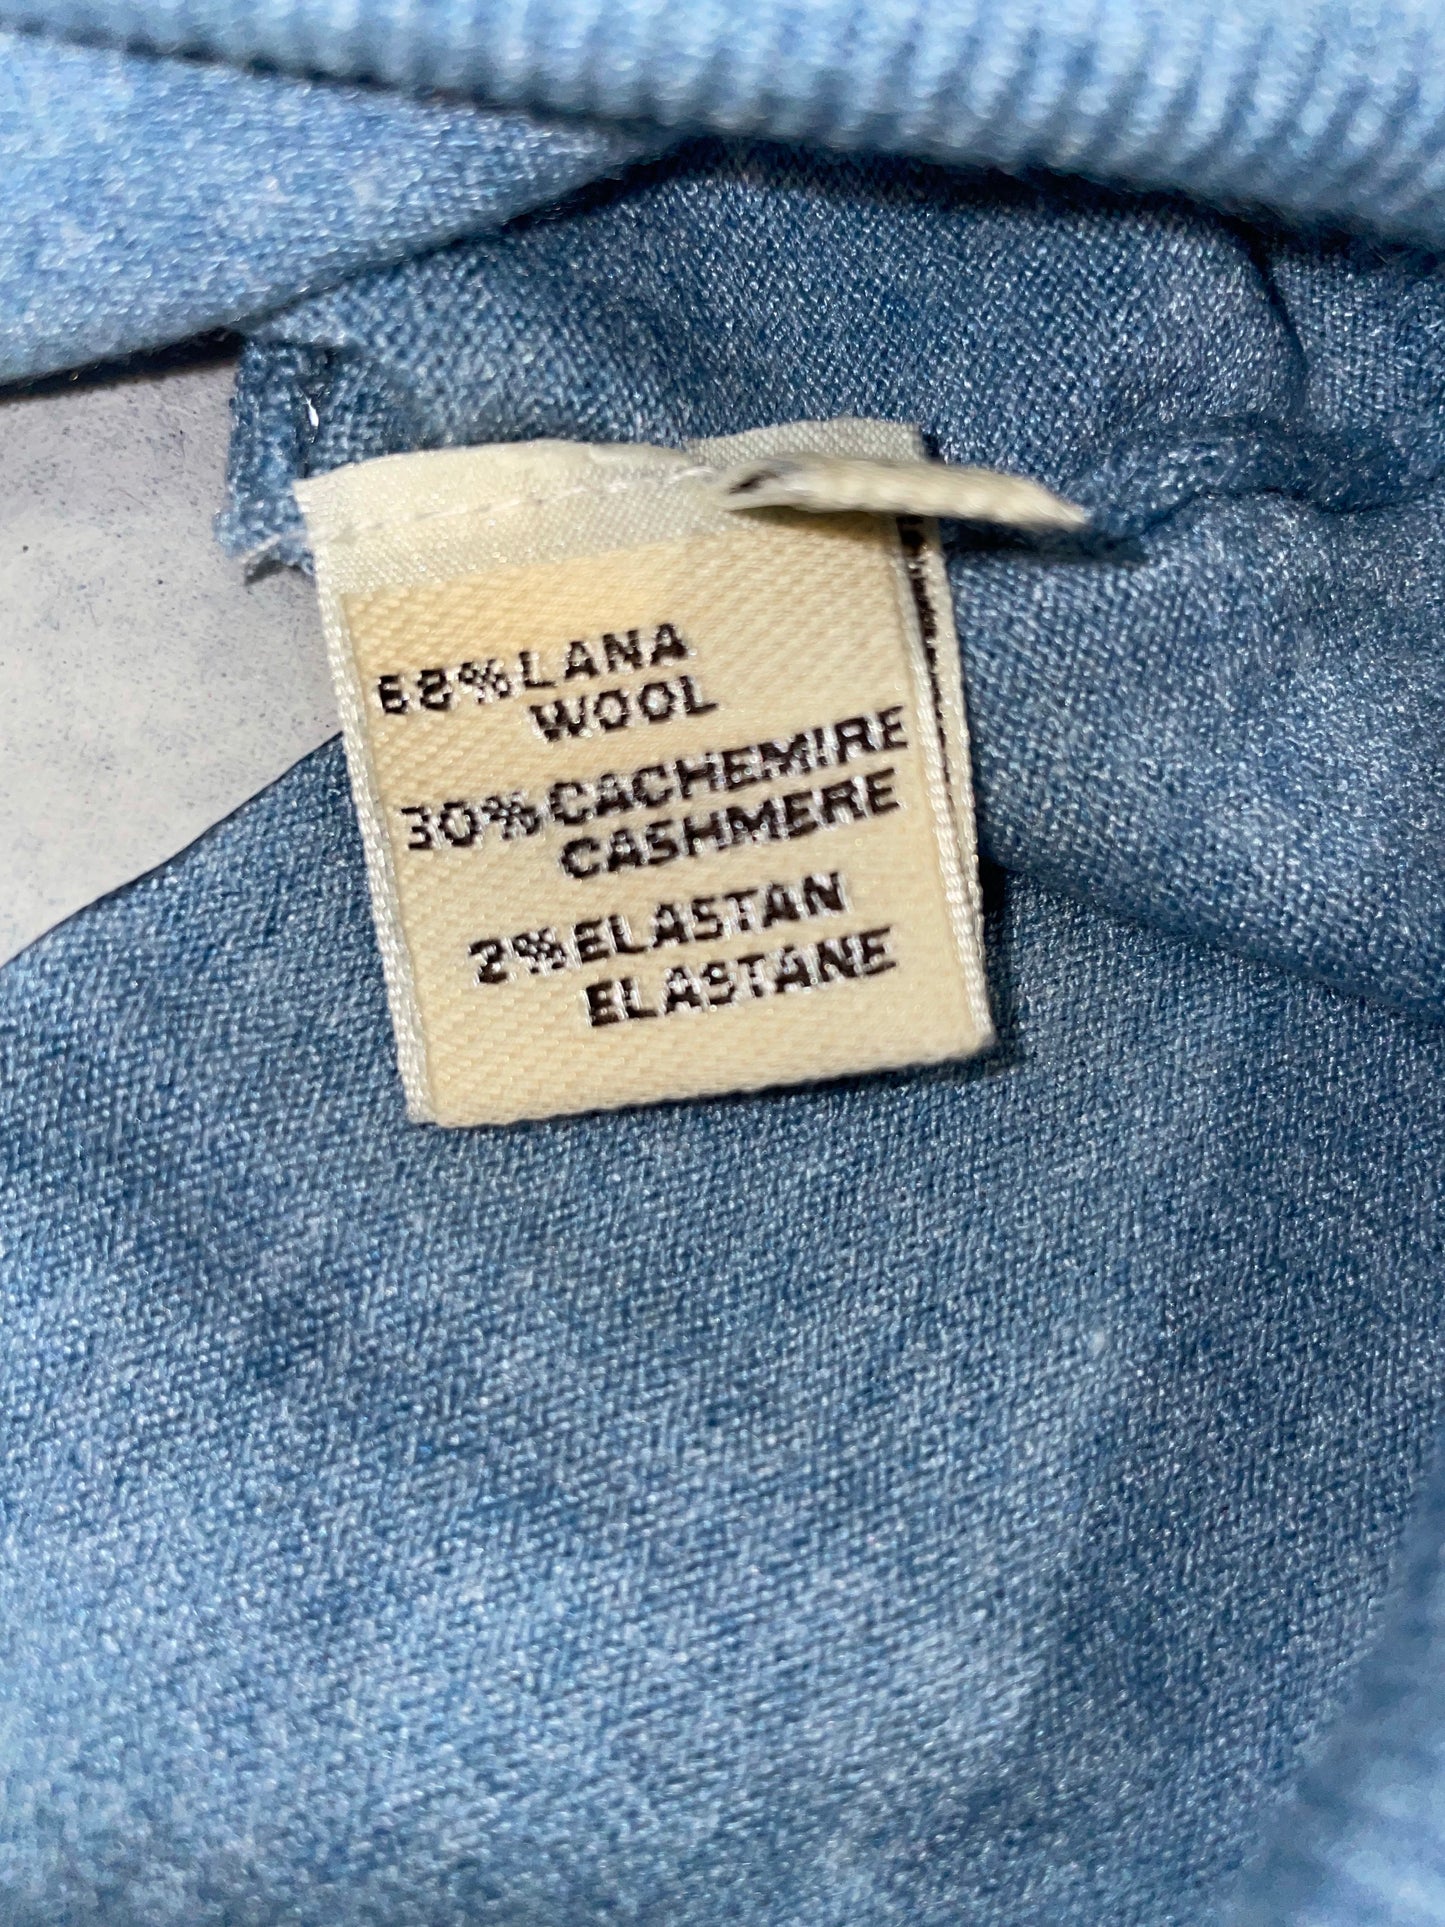 68% LANA
WOOL
30% CACHEMIRE
CASHMERE
2% ELASTAN
ELASTANE